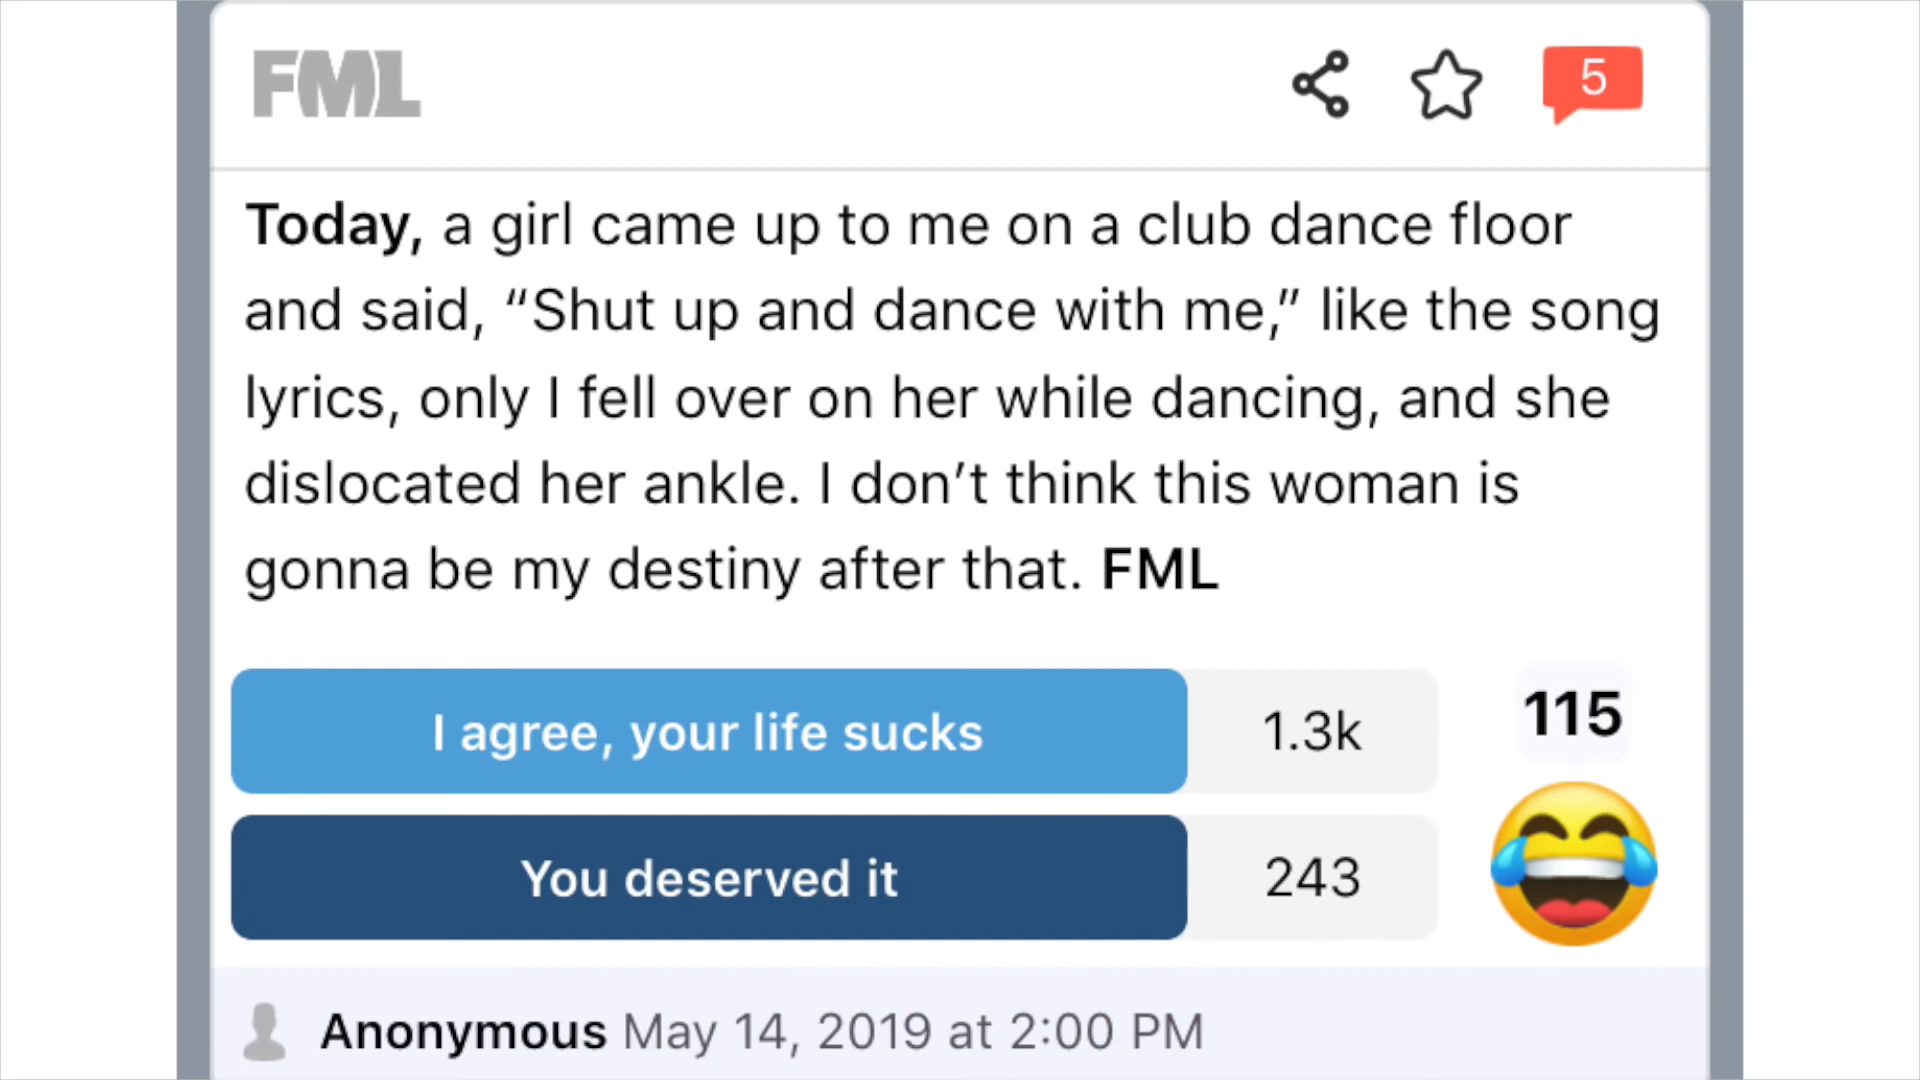 FML
5
Today, a girl came up to me on a club dance floor
and said, “Shut up and dance with me,” like the song
lyrics, only I fell over on her while dancing, and she
dislocated her ankle. I don’t think this woman is
gonna be my destiny after that. FML
I agree, your life sucks 1.3k
115
You deserved it 243
Anonymous May 14, 2019 at 2:00 PM